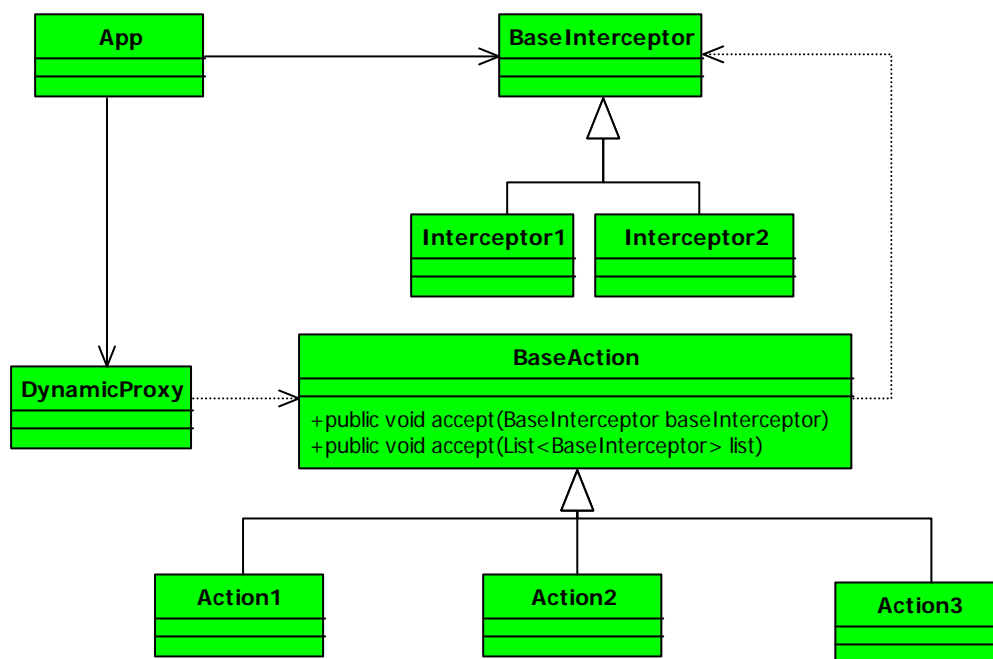 App
BaseInterceptor
Interceptor1
Interceptor2
BaseAction
DynamicProxy
+public void accept(BaseInterceptor baseInterceptor)
+public void accept(List<BaseInterceptor> list)
Action1
Action2
Action3